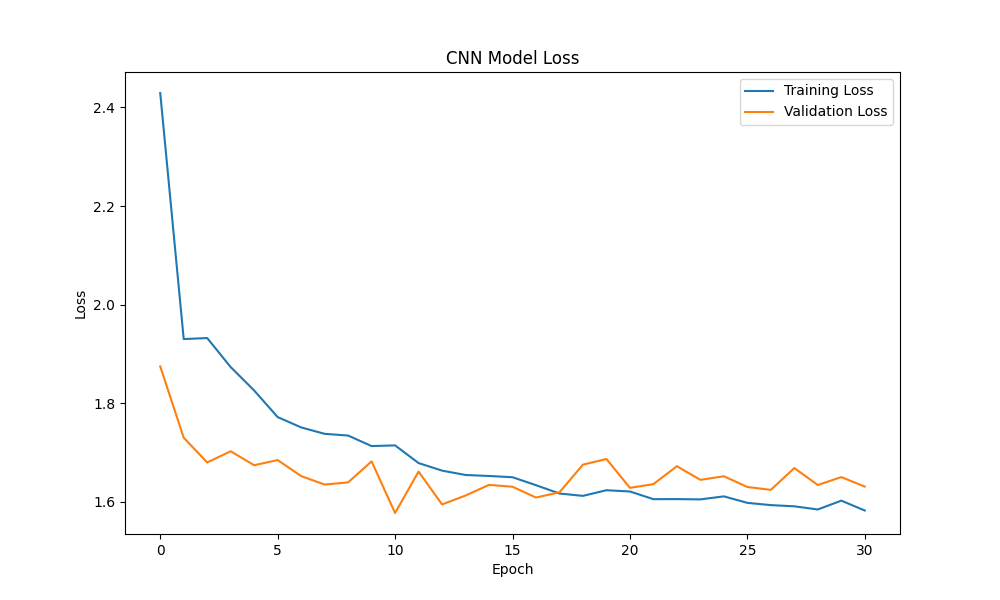 CNN Model Loss
Training Loss
Validation Loss
2.4
2.2
2.0
1.8
1.6
Loss
0 5 10 15 20 25 30
Epoch